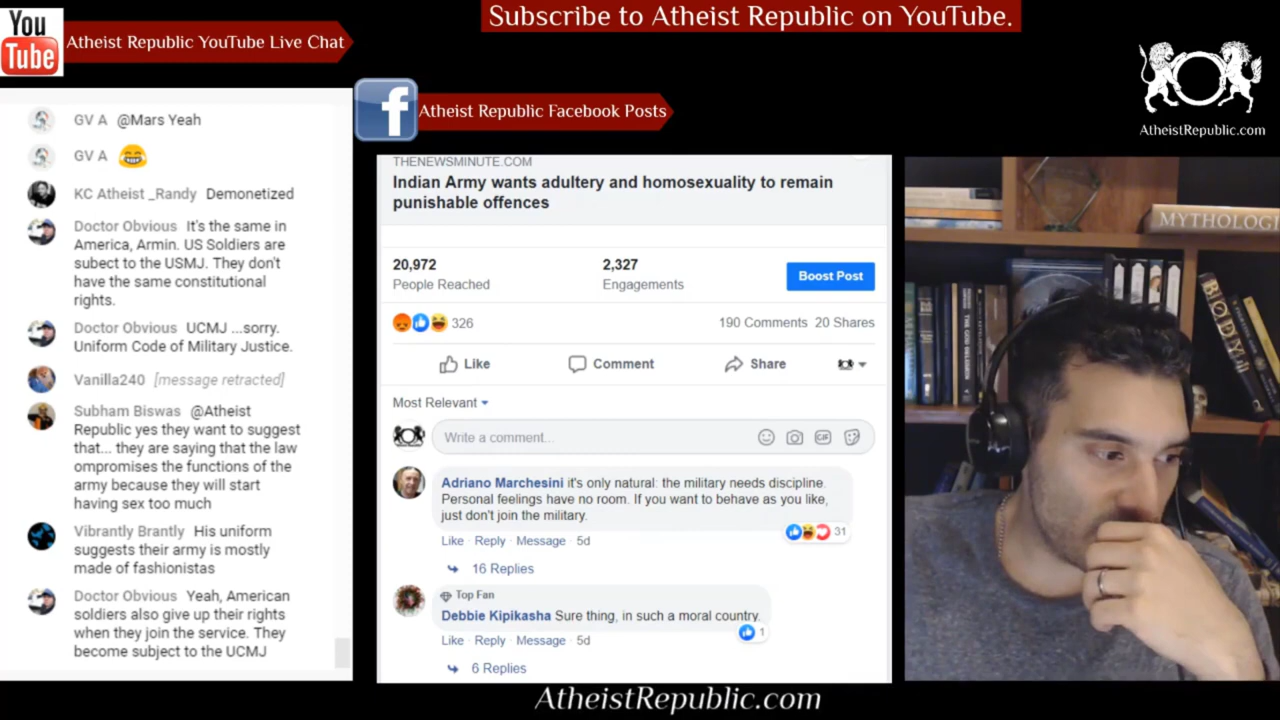 You
Tube
Atheist Republic YouTube Live Chat
Subscribe to Atheist Republic on YouTube.
AtheistRepublic.com
f
Atheist Republic Facebook Posts
GV A @Mars Yeah
GV A 😂
KC Atheist _Randy Demonetized
Doctor Obvious It's the same in
America, Armin. US Soldiers are
subect to the USMJ. They don't
have the same constitutional
rights.
Doctor Obvious UCMJ ...sorry.
Uniform Code of Military Justice.
Vanilla240 [message retracted]
Subham Biswas @Atheist
Republic yes they want to suggest
that... they are saying that the law
ompromises the functions of the
army because they will start
having sex too much
Vibrantly Brantly His uniform
suggests their army is mostly
made of fashionistas
Doctor Obvious Yeah, American
soldiers also give up their rights
when they join the service. They
become subject to the UCMJ
THENEWSMINUTE.COM
Indian Army wants adultery and homosexuality to remain
punishable offences
20,972
People Reached
2,327
Engagements
Boost Post
326
190 Comments 20 Shares
Like Comment Share
Most Relevant
Write a comment...
GIF
Adriano Marchesini it's only natural: the military needs discipline.
Personal feelings have no room. If you want to behave as you like,
just don't join the military.
31
Like · Reply · Message · 5d
16 Replies
Top Fan
Debbie Kipikasha Sure thing, in such a moral country.
1
Like · Reply · Message · 5d
6 Replies
MYTHOLOGI
BODY
THE GOD DELUSION
AtheistRepublic.com